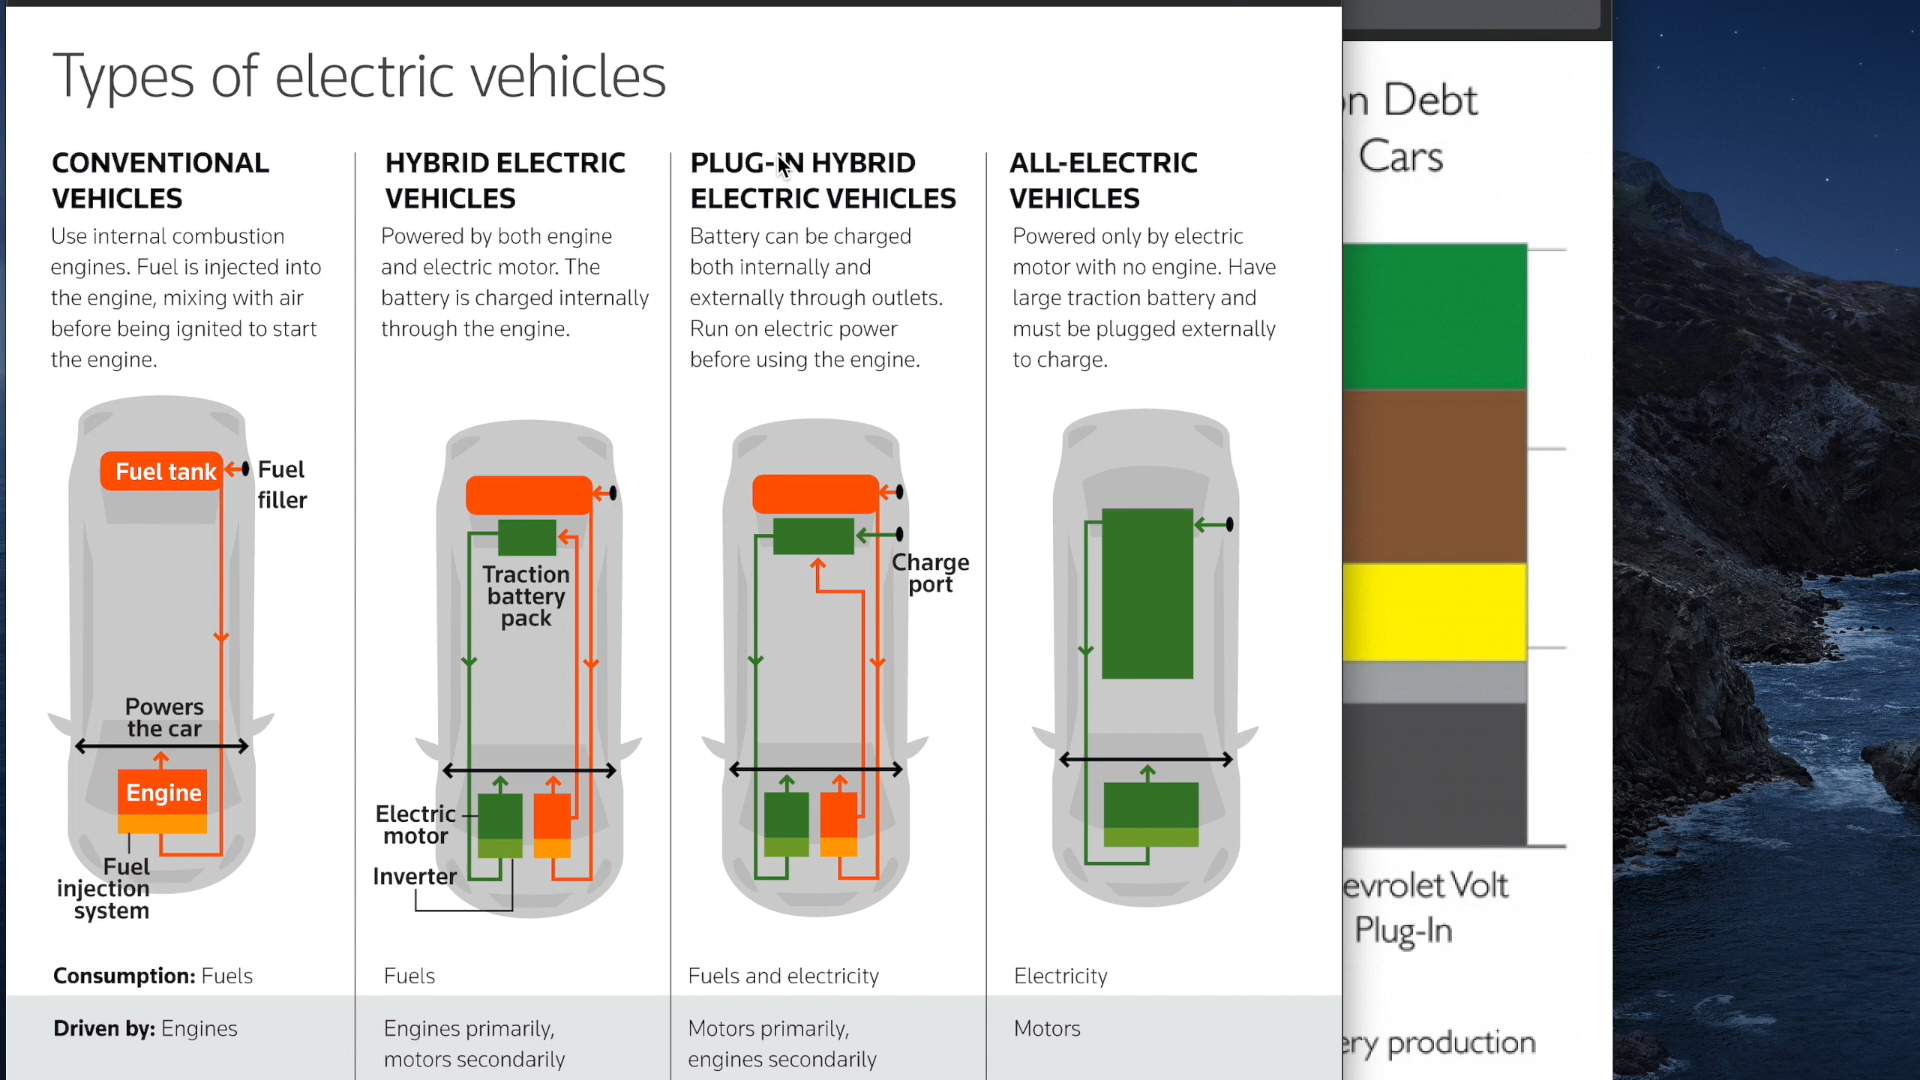 Types of electric vehicles
CONVENTIONAL
VEHICLES
Use internal combustion
engines. Fuel is injected into
the engine, mixing with air
before being ignited to start
the engine.
Fuel tank
Fuel
filler
Powers
the car
Engine
Fuel
injection
system
Consumption: Fuels
Driven by: Engines
HYBRID ELECTRIC
VEHICLES
Powered by both engine
and electric motor. The
battery is charged internally
through the engine.
Traction
battery
pack
Electric
motor
Inverter
Fuels
Engines primarily,
motors secondarily
PLUG-IN HYBRID
ELECTRIC VEHICLES
Battery can be charged
both internally and
externally through outlets.
Run on electric power
before using the engine.
Charge
port
Fuels and electricity
Motors primarily,
engines secondarily
ALL-ELECTRIC
VEHICLES
Powered only by electric
motor with no engine. Have
large traction battery and
must be plugged externally
to charge.
Electricity
Motors
on Debt
Cars
evrolet Volt
Plug-In
ery production